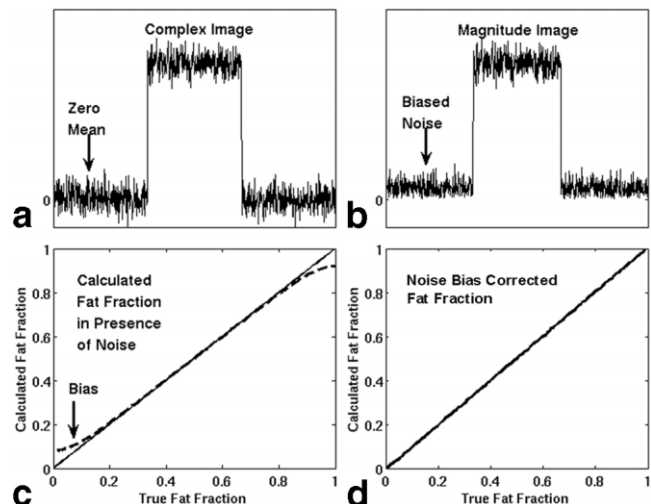 Complex Image
Zero
Mean
0
a
Magnitude Image
Biased
Noise
0
b
Calculated Fat Fraction
1
0.8
0.6
0.4
0.2
0
Calculated
Fat Fraction
in Presence
of Noise
Bias
0.2
0.4
0.6
0.8
1
True Fat Fraction
c
Calculated Fat Fraction
1
0.8
0.6
0.4
0.2
0
Noise Bias Corrected
Fat Fraction
0
0.2
0.4
0.6
0.8
1
True Fat Fraction
d